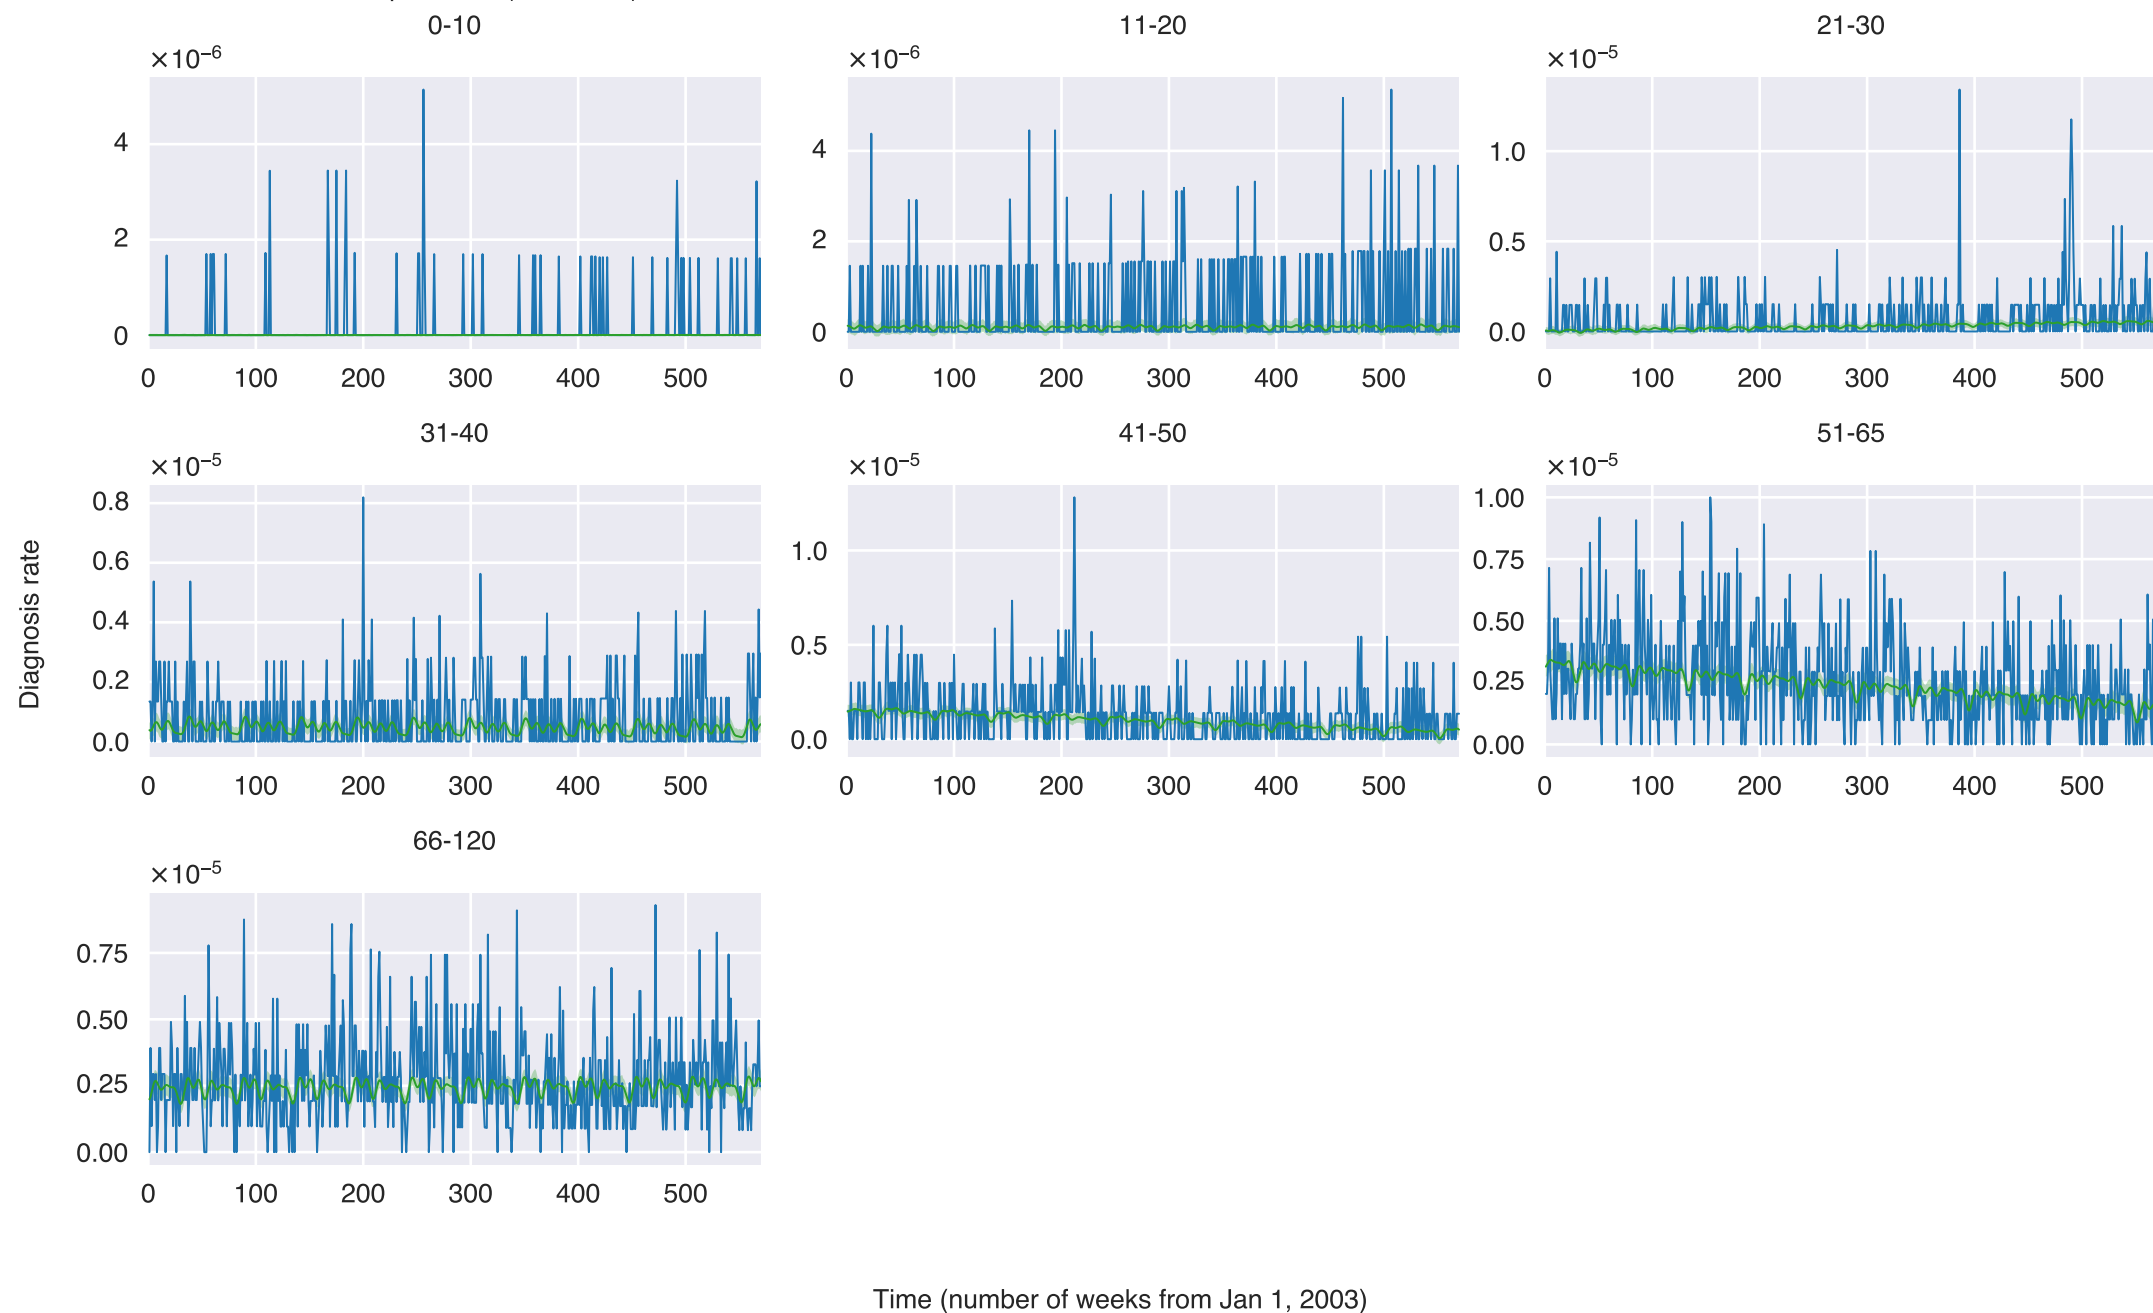 0-10 11-20 21-30
×10⁻⁶ ×10⁻⁶ ×10⁻⁵
4 2 0
0 100 200 300 400 500
4 2 0
0 100 200 300 400 500
1.0 0.5 0.0
0 100 200 300 400 500
31-40 41-50 51-65
×10⁻⁵ ×10⁻⁵ ×10⁻⁵
0.8 0.6 0.4 0.2 0.0
0 100 200 300 400 500
1.0 0.5 0.0
0 100 200 300 400 500
1.00 0.75 0.50 0.25 0.00
0 100 200 300 400 500
Diagnosis rate
66-120
×10⁻⁵
0.75 0.50 0.25 0.00
0 100 200 300 400 500
Time (number of weeks from Jan 1, 2003)